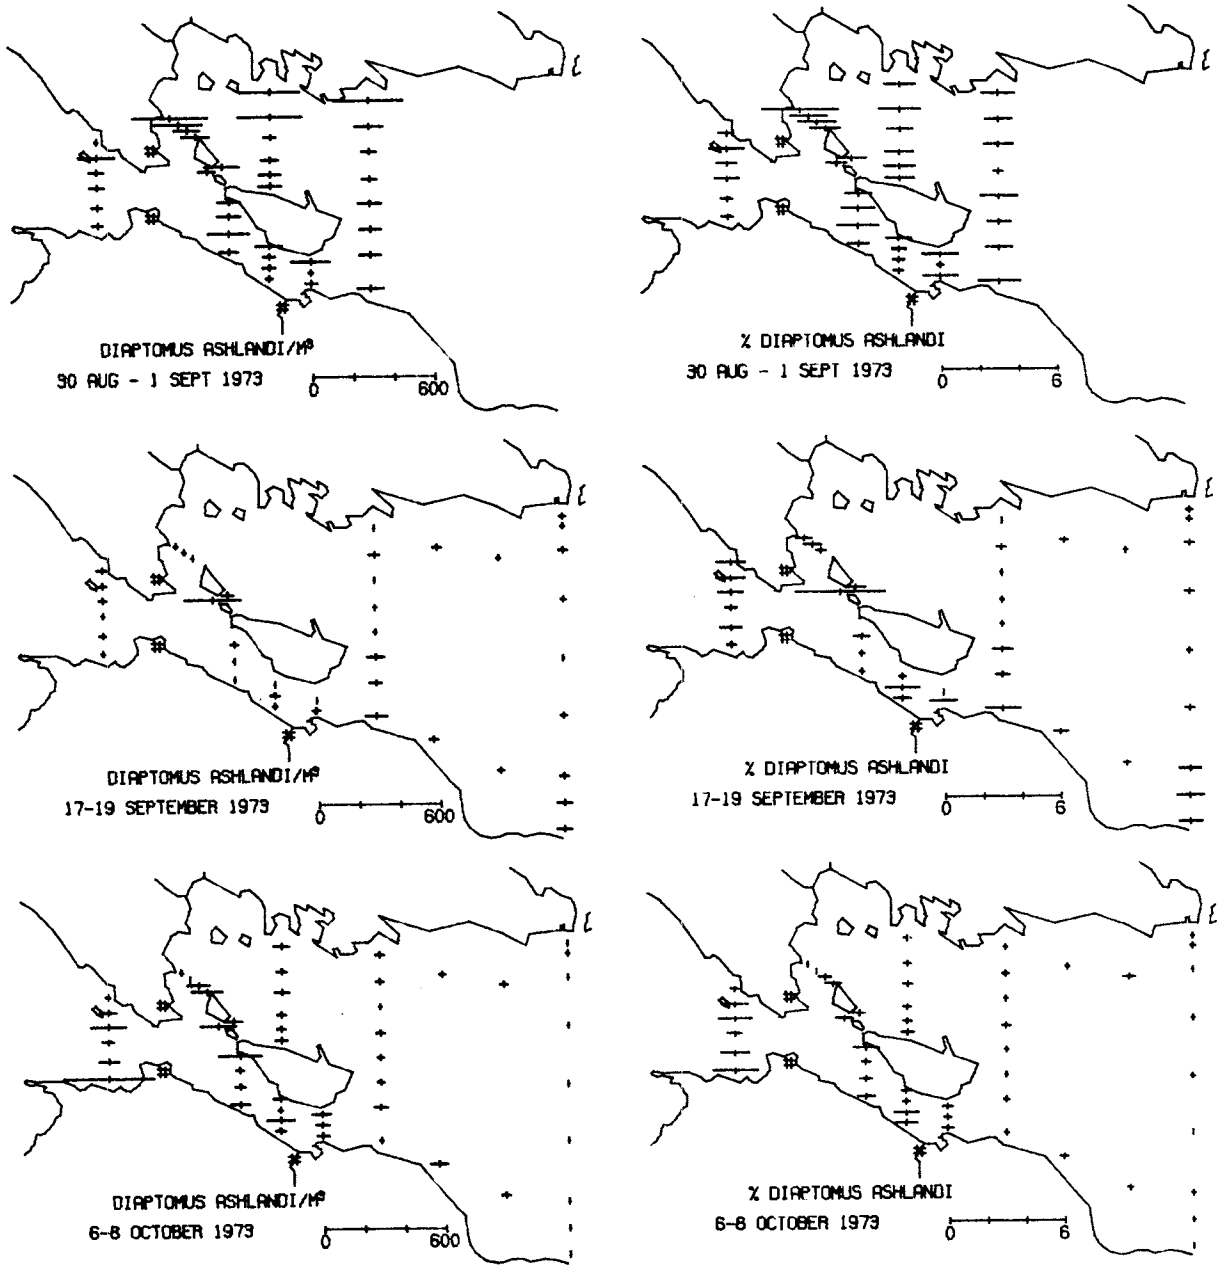 DIAPTOMUS ASHLANDI/M³
30 AUG - 1 SEPT 1973
0 600
% DIAPTOMUS ASHLANDI
30 AUG - 1 SEPT 1973
0 6
DIAPTOMUS ASHLANDI/M³
17-19 SEPTEMBER 1973
0 600
% DIAPTOMUS ASHLANDI
17-19 SEPTEMBER 1973
0 6
DIAPTOMUS ASHLANDI/M³
6-8 OCTOBER 1973
0 600
% DIAPTOMUS ASHLANDI
6-8 OCTOBER 1973
0 6